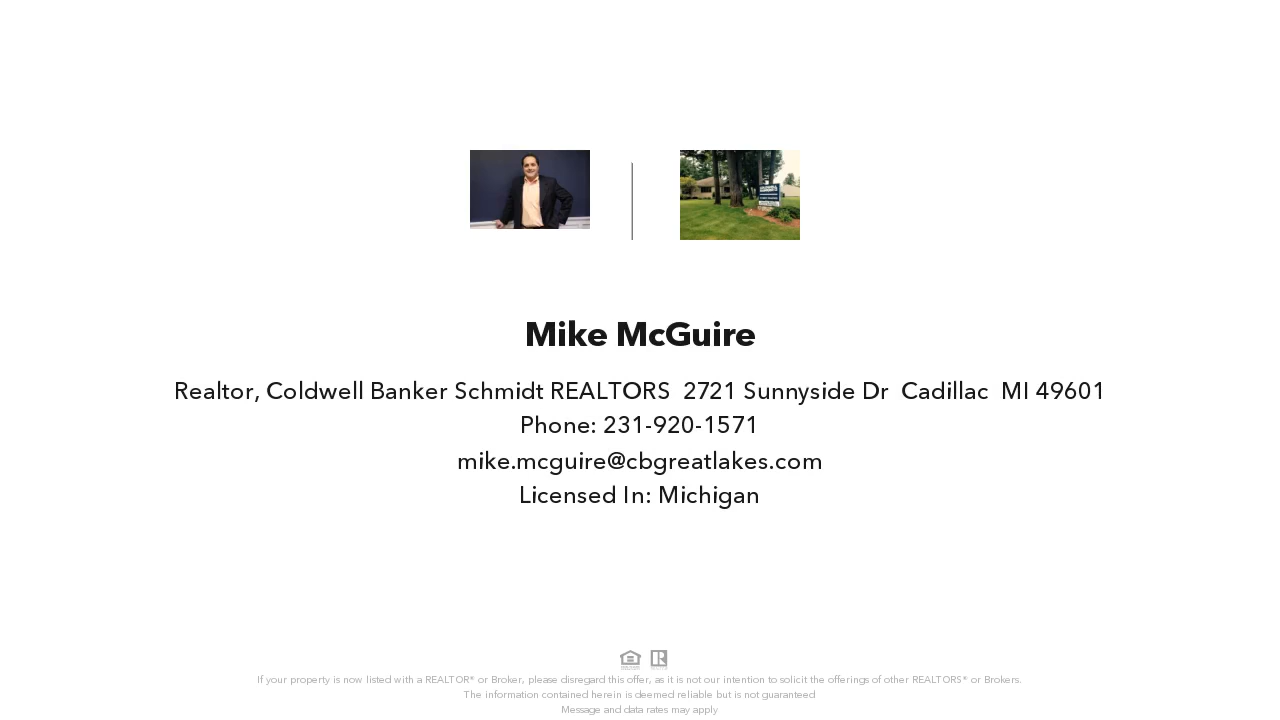 Mike McGuire
Realtor, Coldwell Banker Schmidt REALTORS  2721 Sunnyside Dr  Cadillac  MI 49601
Phone: 231-920-1571
mike.mcguire@cbgreatlakes.com
Licensed In: Michigan
If your property is now listed with a REALTOR® or Broker, please disregard this offer, as it is not our intention to solicit the offerings of other REALTORS® or Brokers.
The information contained herein is deemed reliable but is not guaranteed
Message and data rates may apply